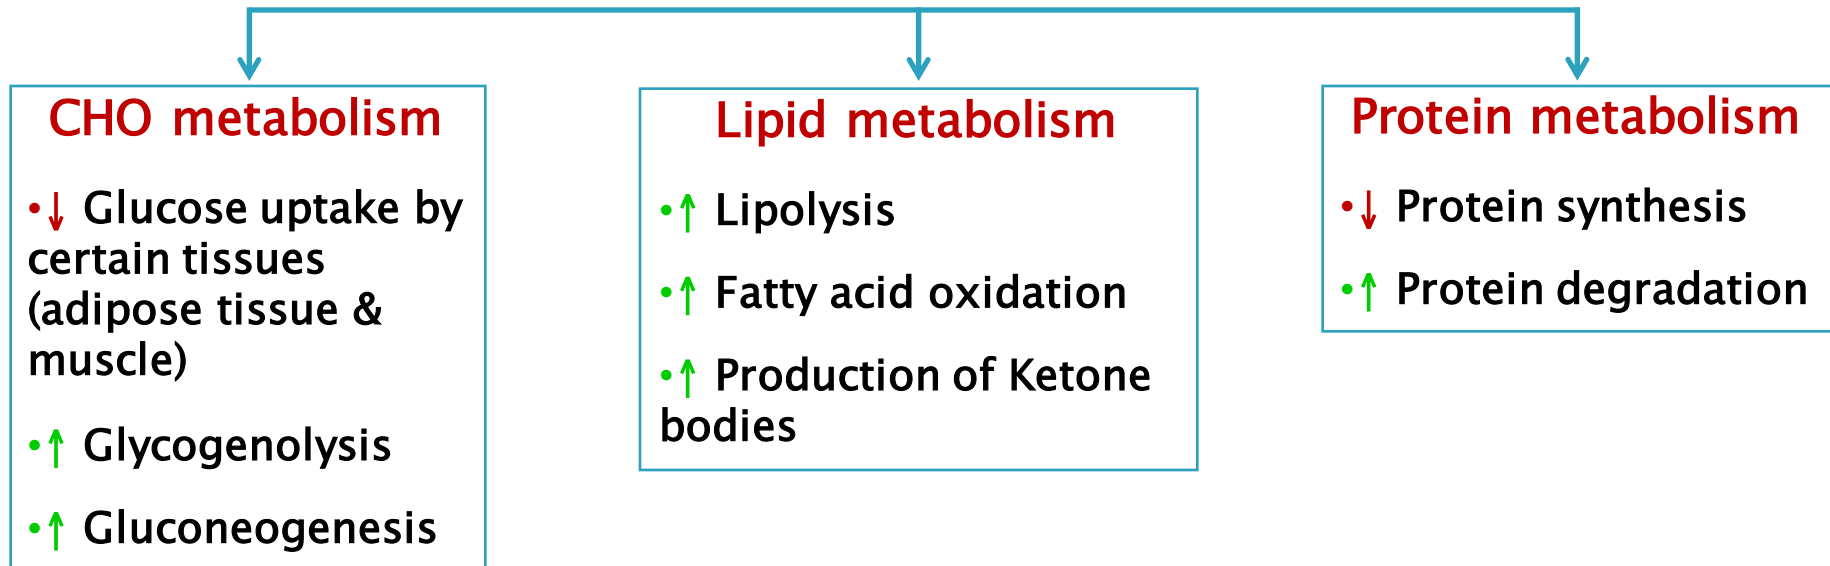 CHO metabolism
•↓ Glucose uptake by
certain tissues
(adipose tissue &
muscle)
•↑ Glycogenolysis
•↑ Gluconeogenesis
Lipid metabolism
•↑ Lipolysis
•↑ Fatty acid oxidation
•↑ Production of Ketone
bodies
Protein metabolism
•↓ Protein synthesis
•↑ Protein degradation